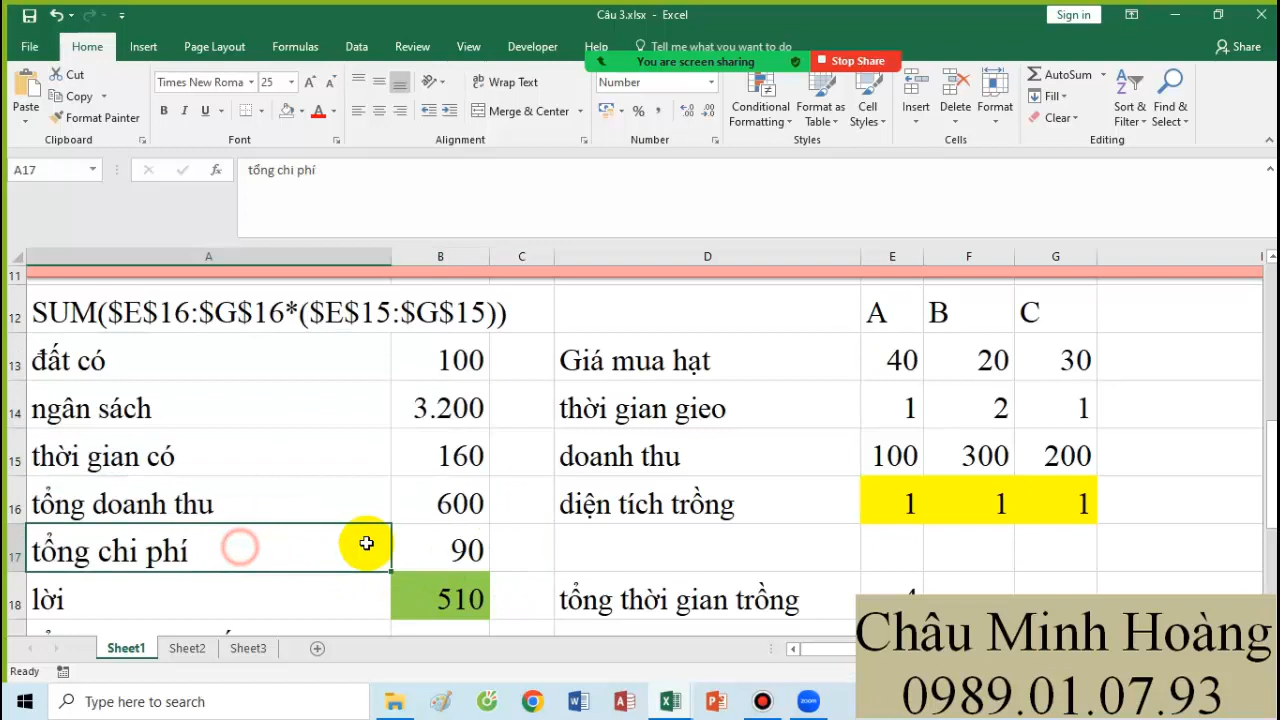 Câu 3.xlsx - Excel
Sign in
File Home Insert Page Layout Formulas Data Review View Developer Help Tell me what you want to do Share
You are screen sharing Stop Share
Paste Cut Copy Format Painter
Times New Roma 25
B I U
Wrap Text
Merge & Center
Number
Conditional Formatting
Format as Table
Cell Styles
Insert Delete Format
AutoSum
Fill
Clear
Sort & Filter
Find & Select
Clipboard Font Alignment Number Styles Cells Editing
A17 fx tổng chi phí
A B C D E F G
11
12 SUM($E$16:$G$16*($E$15:$G$15)) A B C
13 đất có 100 Giá mua hạt 40 20 30
14 ngân sách 3.200 thời gian gieo 1 2 1
15 thời gian có 160 doanh thu 100 300 200
16 tổng doanh thu 600 diện tích trồng 1 1 1
17 tổng chi phí 90
18 lời 510 tổng thời gian trồng
Sheet1 Sheet2 Sheet3
Ready
Type here to search
zoom
Châu Minh Hoàng
0989.01.07.93